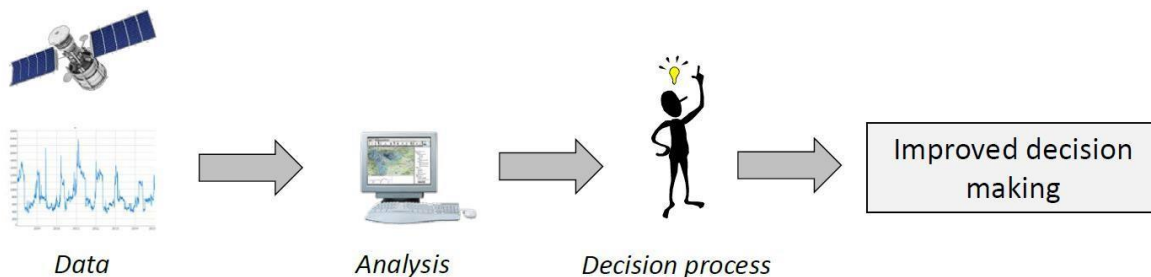 Improved decision
making
Data
Analysis
Decision process